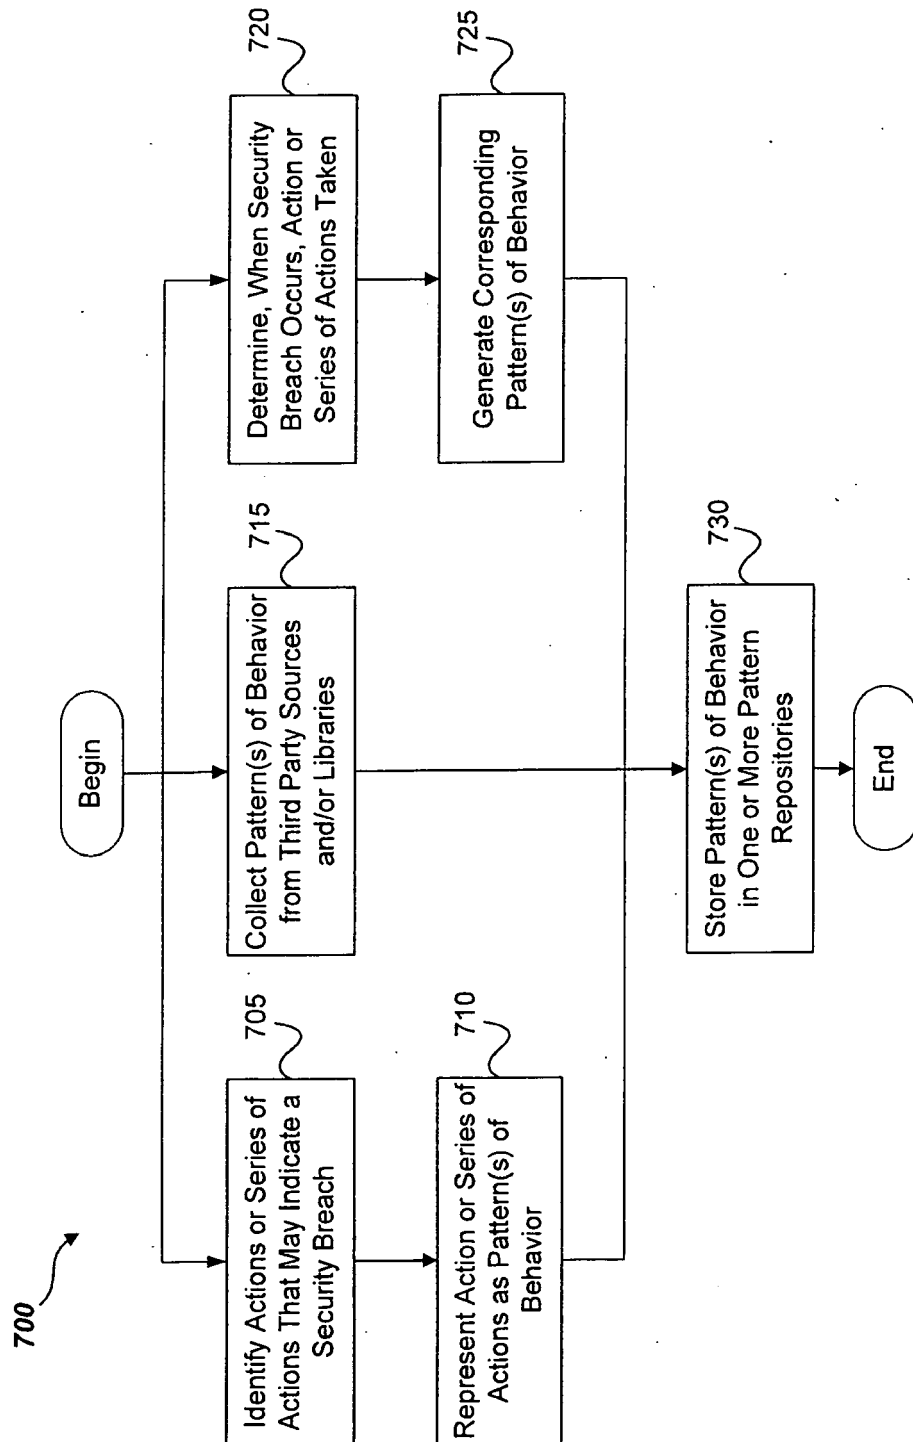 700
Begin
Identify Actions or Series of
Actions That May Indicate a
Security Breach
705
Collect Pattern(s) of Behavior
from Third Party Sources
and/or Libraries
715
Determine, When Security
Breach Occurs, Action or
Series of Actions Taken
720
Represent Action or Series of
Actions as Pattern(s) of
Behavior
710
Generate Corresponding
Pattern(s) of Behavior
725
Store Pattern(s) of Behavior
in One or More Pattern
Repositories
730
End